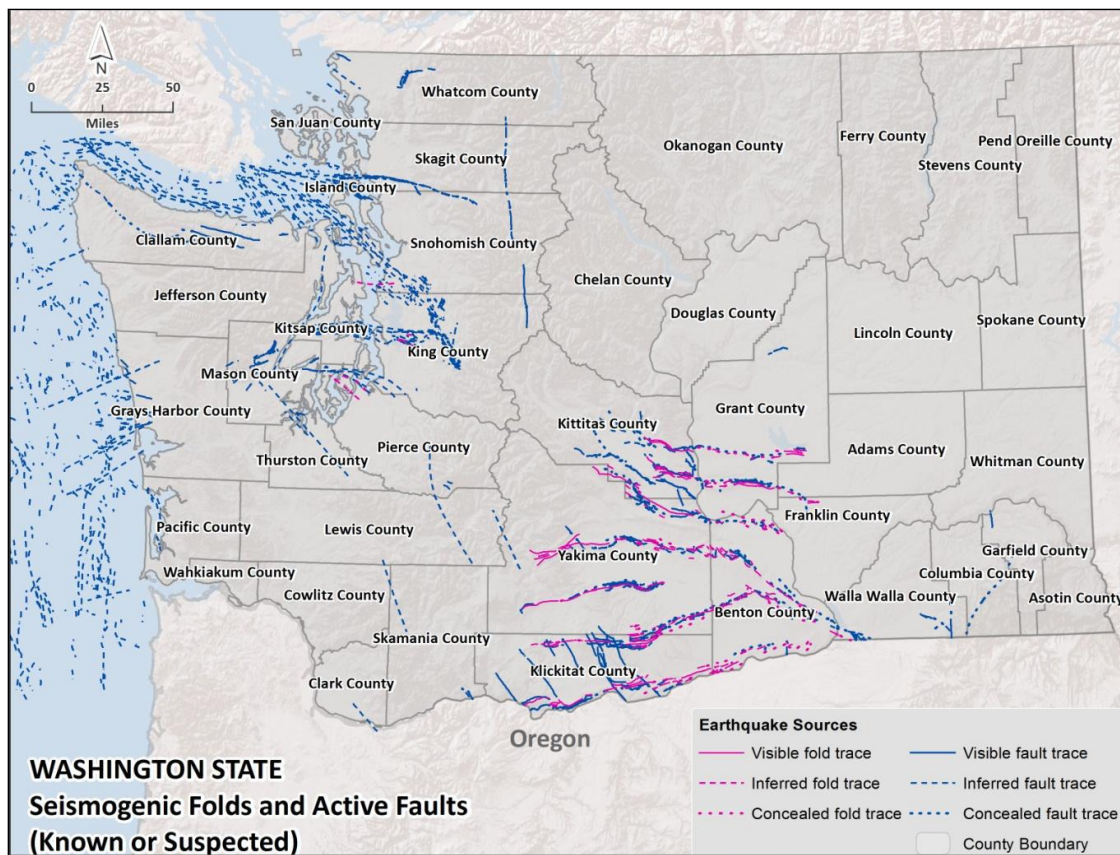 N
0 25 50
Miles
Whatcom County
San Juan County
Skagit County
Island County
Okanogan County
Ferry County
Pend Oreille County
Stevens County
Clallam County
Snohomish County
Chelan County
Jefferson County
Douglas County
Lincoln County
Spokane County
Kitsap County
King County
Mason County
Grays Harbor County
Grant County
Kittitas County
Pierce County
Adams County
Thurston County
Whitman County
Franklin County
Pacific County
Lewis County
Yakima County
Garfield County
Wahkiakum County
Columbia County
Cowlitz County
Walla Walla County
Asotin County
Benton County
Skamania County
Klickitat County
Clark County
Oregon
WASHINGTON STATE
Seismogenic Folds and Active Faults
(Known or Suspected)
Earthquake Sources
Visible fold trace
Visible fault trace
Inferred fold trace
Inferred fault trace
Concealed fold trace
Concealed fault trace
County Boundary